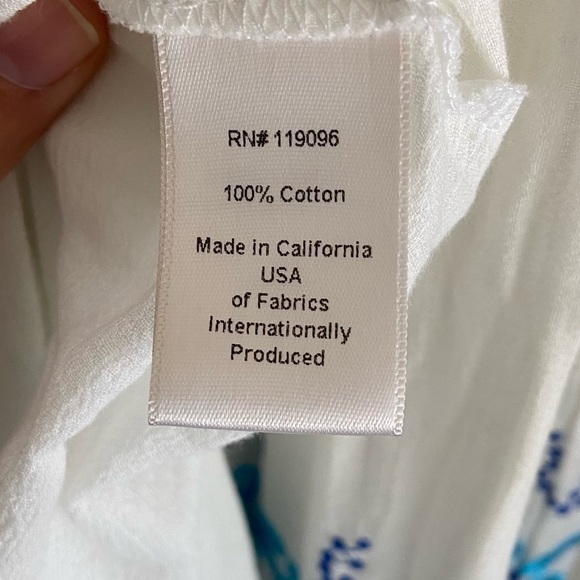 RN# 119096
100% Cotton
Made in California
USA
of Fabrics
Internationally
Produced